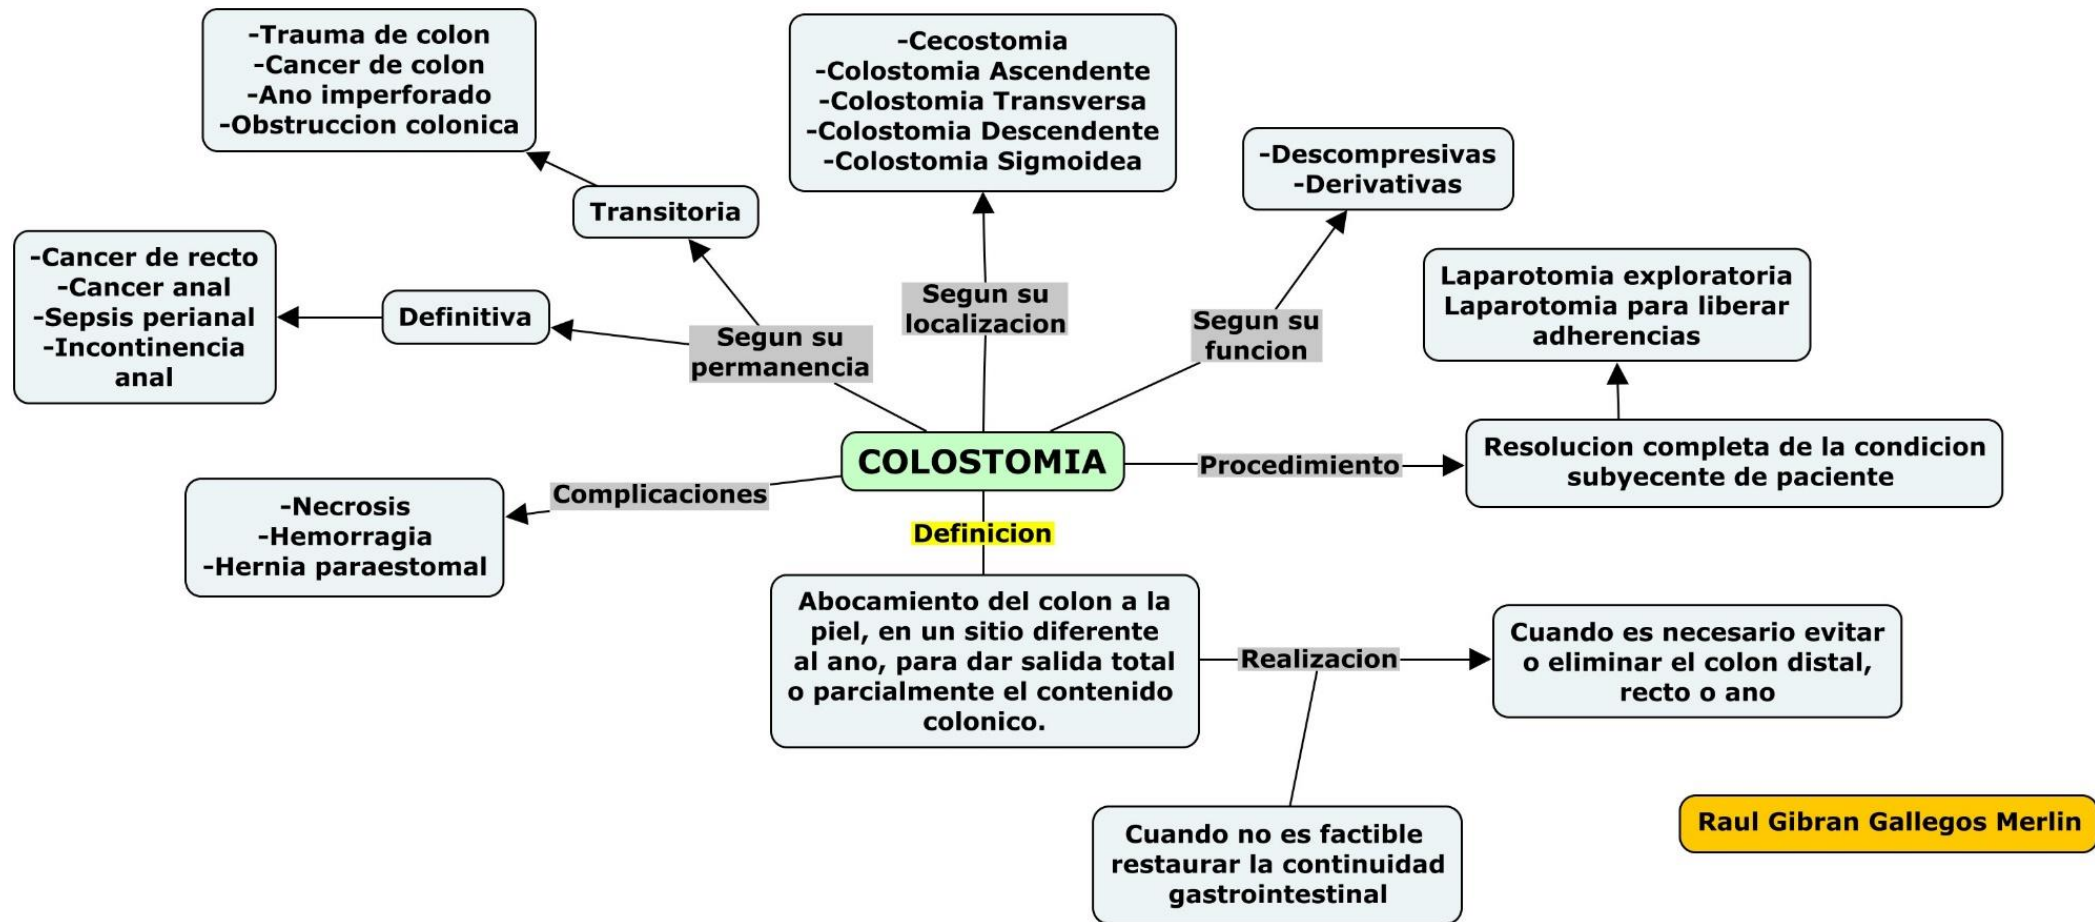 -Trauma de colon
-Cancer de colon
-Ano imperforado
-Obstruccion colonica
-Cecostomia
-Colostomia Ascendente
-Colostomia Transversa
-Colostomia Descendente
-Colostomia Sigmoidea
-Descompresivas
-Derivativas
Transitoria
-Cancer de recto
-Cancer anal
-Sepsis perianal
-Incontinencia
anal
Definitiva
Segun su
permanencia
Segun su
localizacion
Segun su
funcion
Laparotomia exploratoria
Laparotomia para liberar
adherencias
COLOSTOMIA
Procedimiento
Resolucion completa de la condicion
subyecente de paciente
Complicaciones
-Necrosis
-Hemorragia
-Hernia paraestomal
Definicion
Abocamiento del colon a la
piel, en un sitio diferente
al ano, para dar salida total
o parcialmente el contenido
colonico.
Realizacion
Cuando es necesario evitar
o eliminar el colon distal,
recto o ano
Cuando no es factible
restaurar la continuidad
gastrointestinal
Raul Gibran Gallegos Merlin